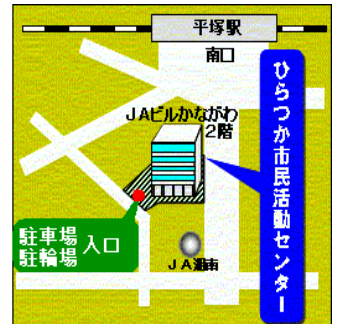 平塚駅
南口
JAビルかながわ
2階
ひらつか市民活動センター
駐車場
駐輪場
入口
JA湘南